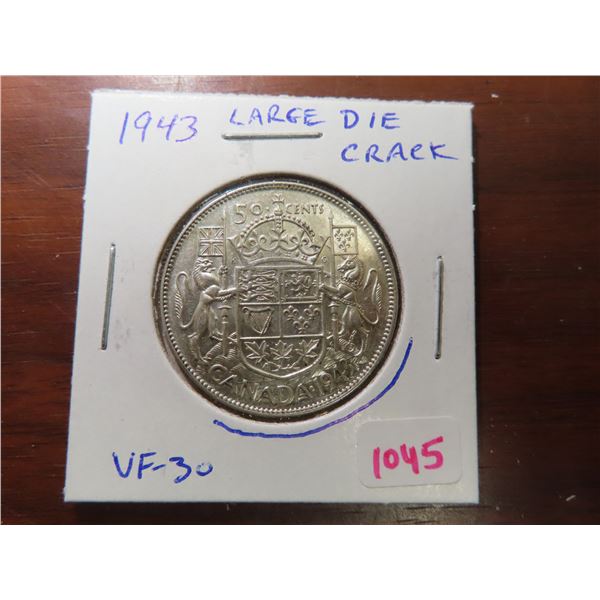 1943 LARGE DIE
CRACK
50 CENTS
CANADA 1943
VF-30
1045